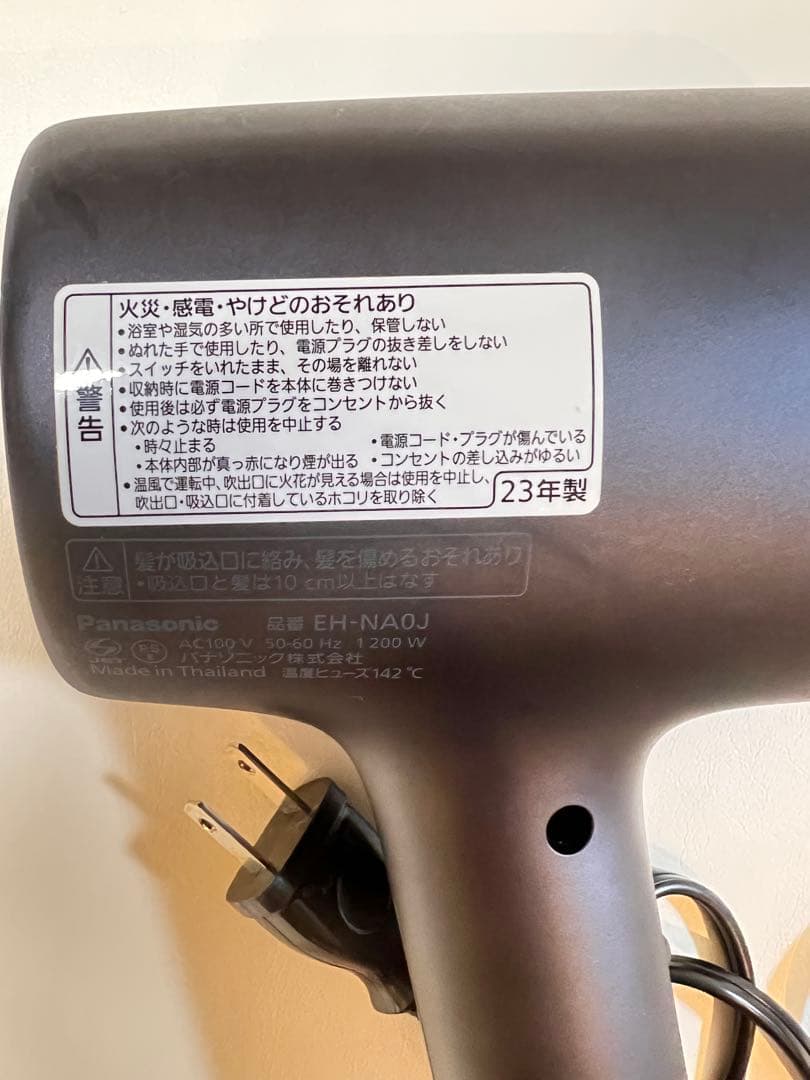 警告
火災・感電・やけどのおそれあり
•浴室や湿気の多い所で使用したり、保管しない
•ぬれた手で使用したり、電源プラグの抜き差しをしない
•スイッチをいれたまま、その場を離れない
•収納時に電源コードを本体に巻きつけない
•使用後は必ず電源プラグをコンセントから抜く
•次のような時は使用を中止する
・時々止まる
・電源コード・プラグが傷んでいる
・本体内部が真っ赤になり煙が出る
・コンセントの差し込みがゆるい
•温風で運転中、吹出口に火花が見える場合は使用を中止し、
吹出口・吸込口に付着しているホコリを取り除く
23年製
注意
髪が吸込口に絡み、髪を傷めるおそれあり
・吸込口と髪は10 cm以上はなす
Panasonic 品番 EH-NA0J
JET PS E AC100 V 50-60 Hz 1 200 W
パナソニック株式会社
Made in Thailand 温度ヒューズ142 ℃